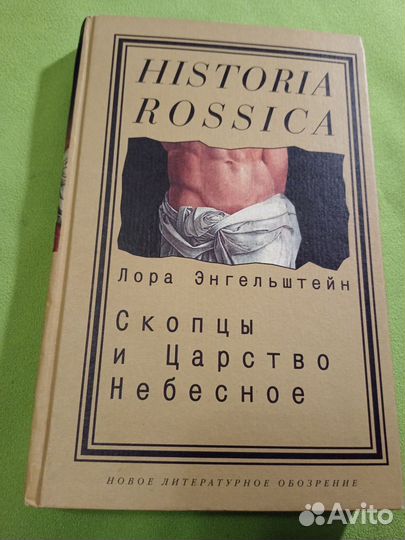 HISTORIA
ROSSICA
Лора Энгельштейн
Скопцы
и Царство
Небесное
НОВОЕ ЛИТЕРАТУРНОЕ ОБОЗРЕНИЕ
Avito